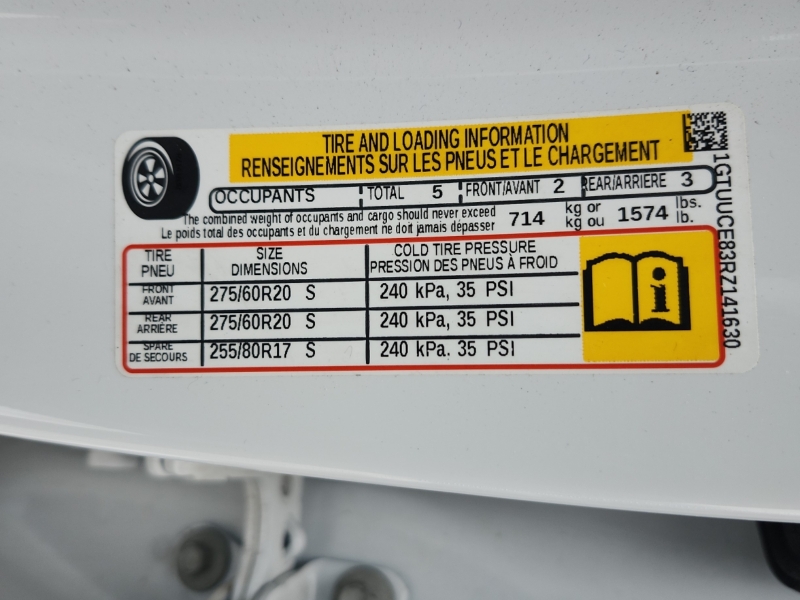 TIRE AND LOADING INFORMATION
RENSEIGNEMENTS SUR LES PNEUS ET LE CHARGEMENT
OCCUPANTS TOTAL 5 FRONT/AVANT 2 REAR/ARRIERE 3
The combined weight of occupants and cargo should never exceed
Le poids total des occupants et du chargement ne doit jamais dépasser
714 kg or 1574 lbs.
kg ou lb.
TIRE SIZE COLD TIRE PRESSURE
PNEU DIMENSIONS PRESSION DES PNEUS À FROID
FRONT
AVANT 275/60R20 S 240 kPa, 35 PSI
REAR
ARRIÈRE 275/60R20 S 240 kPa, 35 PSI
SPARE
DE SECOURS 255/80R17 S 240 kPa. 35 PSI
1GTUUCE83RZ141630